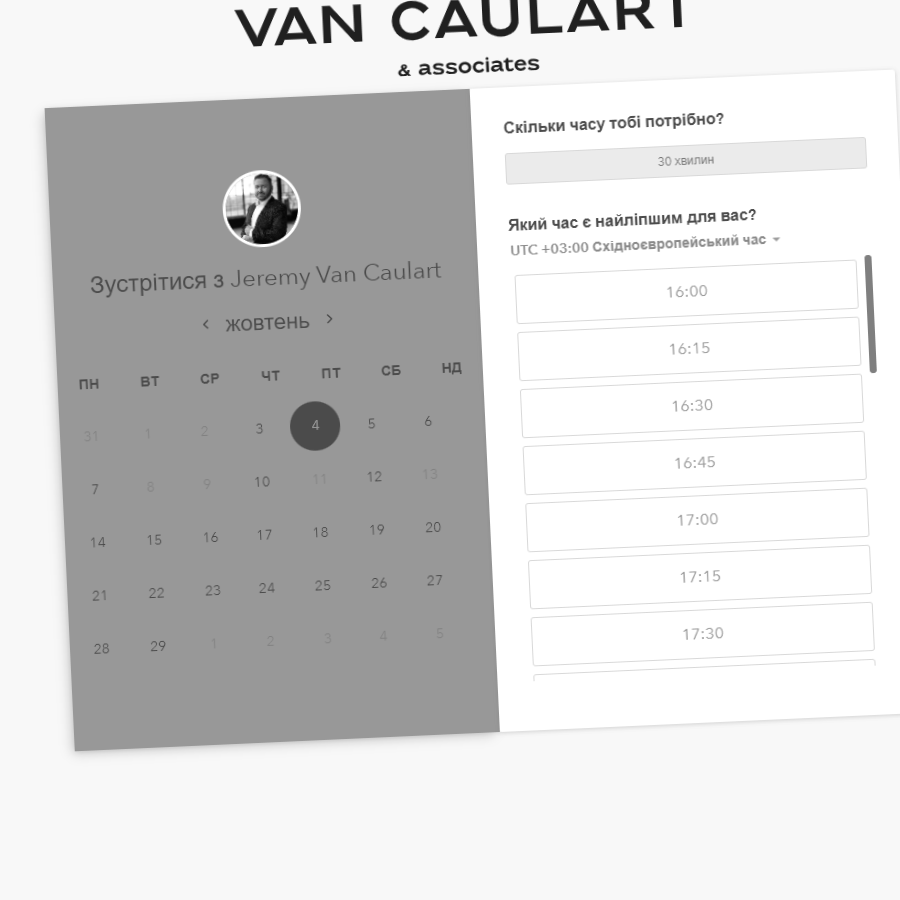 VAN CAULART
& associates
Зустрітися з Jeremy Van Caulart
< жовтень >
ПН ВТ СР ЧТ ПТ СБ НД
31 1 2 3 4 5 6
7 8 9 10 11 12 13
14 15 16 17 18 19 20
21 22 23 24 25 26 27
28 29 1 2 3 4 5
Скільки часу тобі потрібно?
30 хвилин
Який час є найліпшим для вас?
UTC +03:00 Східноєвропейський час
16:00
16:15
16:30
16:45
17:00
17:15
17:30